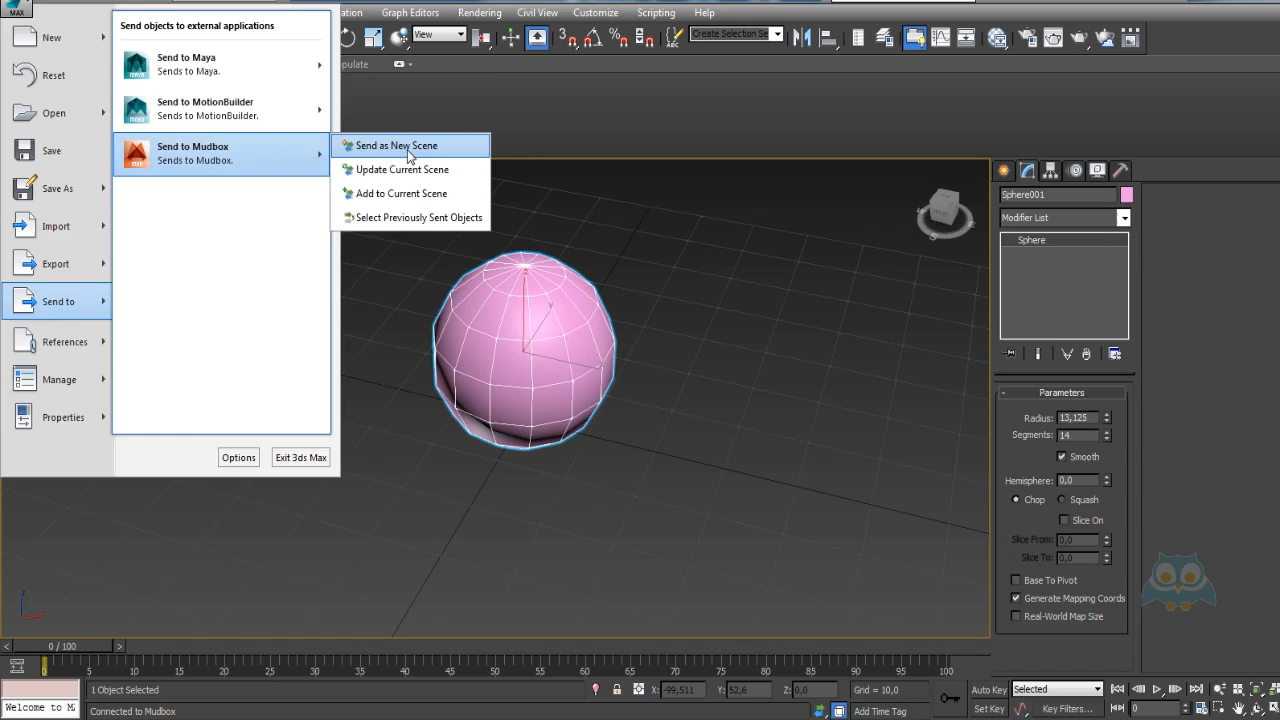 MAX
ation Graph Editors Rendering Civil View Customize Scripting Help
View
Create Selection Se
opulate
Send objects to external applications
New
Reset
Open
Save
Save As
Import
Export
Send to
References
Manage
Properties
Send to Maya
Sends to Maya.
Send to MotionBuilder
Sends to MotionBuilder.
Send to Mudbox
Sends to Mudbox.
Send as New Scene
Update Current Scene
Add to Current Scene
Select Previously Sent Objects
Options Exit 3ds Max
Sphere001
Modifier List
Sphere
Parameters
Radius: 13,125
Segments: 14
Smooth
Hemisphere: 0,0
Chop Squash
Slice On
Slice From: 0,0
Slice To: 0,0
Base To Pivot
Generate Mapping Coords
Real-World Map Size
0 / 100
0 5 10 15 20 25 30 35 40 45 50 55 60 65 70 75 80 85 90 95 100
1 Object Selected X: -99,511 Y: 52,6 Z: 0,0 Grid = 10,0 Auto Key Selected
Welcome to M Connected to Mudbox Add Time Tag Set Key Key Filters... 0